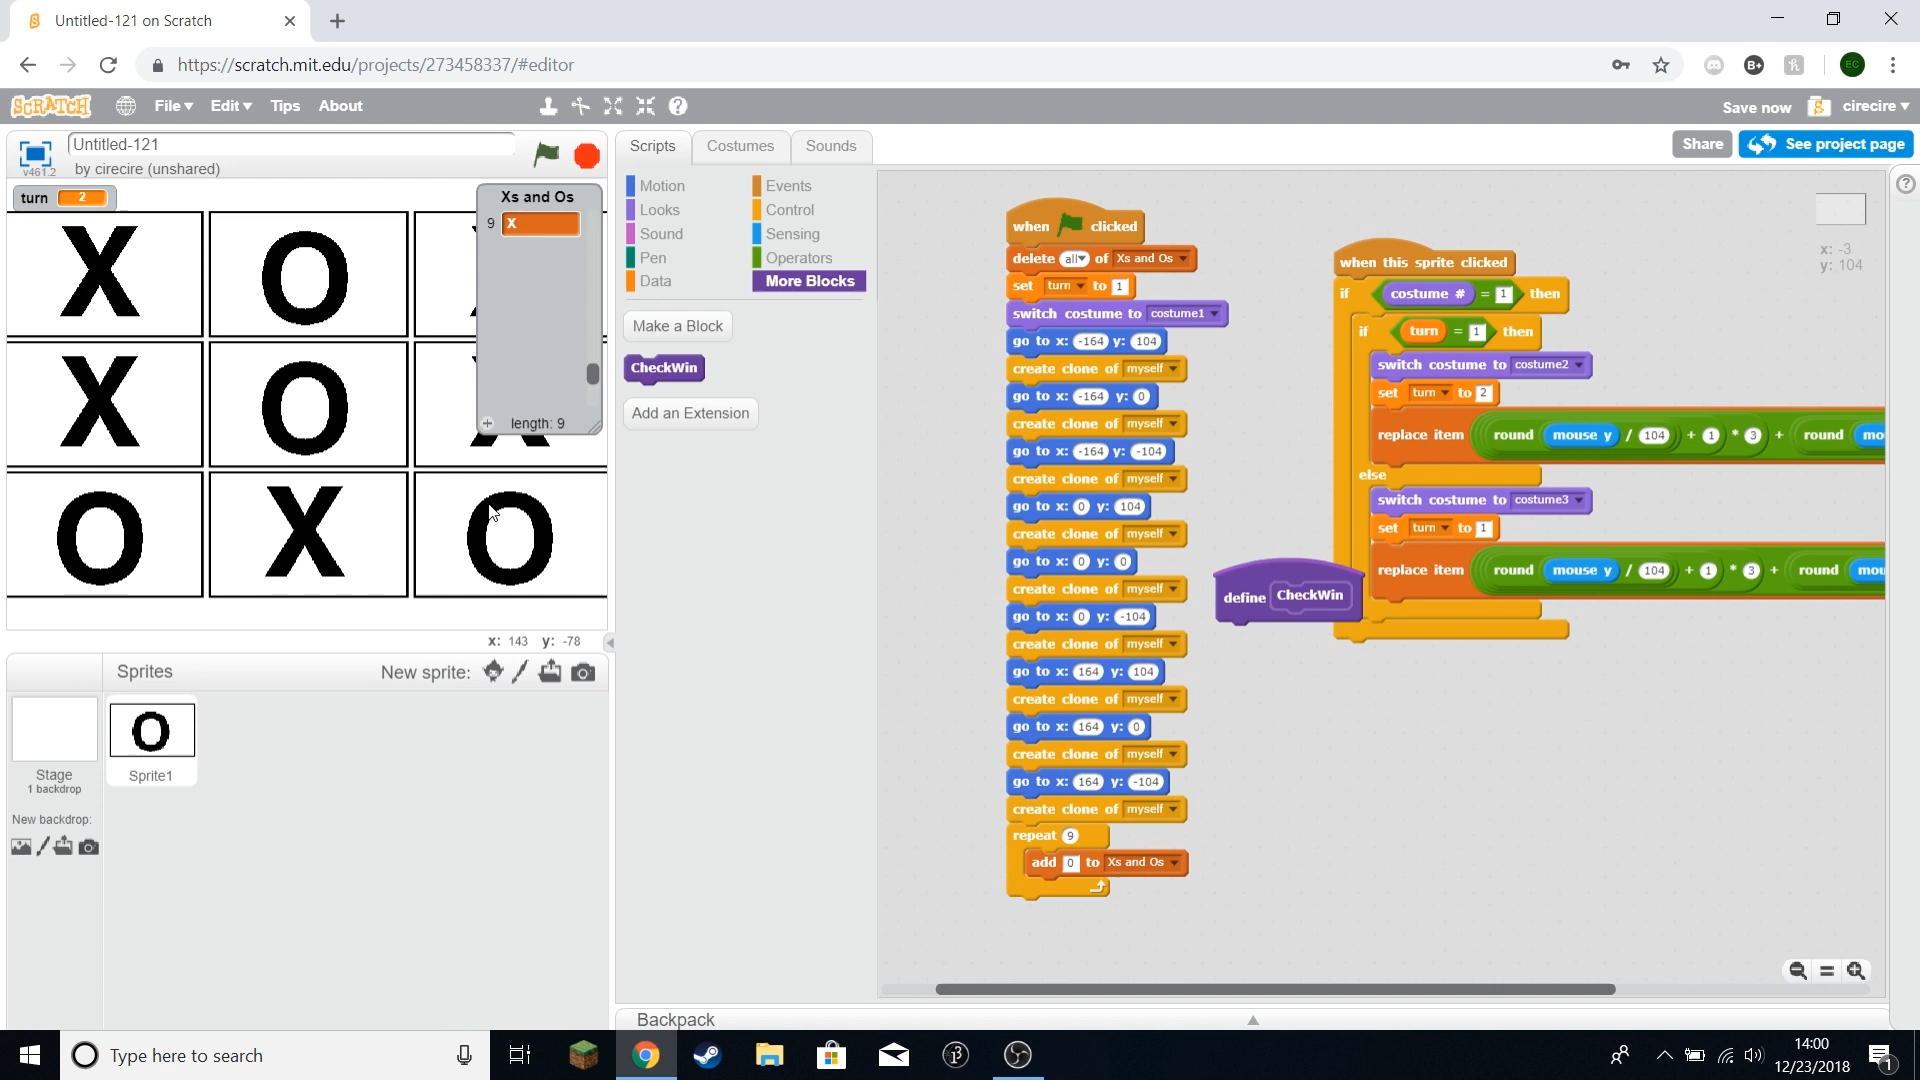 Untitled-121 on Scratch
https://scratch.mit.edu/projects/273458337/#editor
EC
SCRATCH
File
Edit
Tips
About
Save now
cirecire
Untitled-121
by cirecire (unshared)
v461.2
Scripts
Costumes
Sounds
Share
See project page
turn 2
Xs and Os
9 X
length: 9
X O
X O
O X O
x: 143 y: -78
Motion
Looks
Sound
Pen
Data
Events
Control
Sensing
Operators
More Blocks
Make a Block
CheckWin
Add an Extension
when clicked
delete all of Xs and Os
set turn to 1
switch costume to costume1
go to x: -164 y: 104
create clone of myself
go to x: -164 y: 0
create clone of myself
go to x: -164 y: -104
create clone of myself
go to x: 0 y: 104
create clone of myself
go to x: 0 y: 0
create clone of myself
go to x: 0 y: -104
create clone of myself
go to x: 164 y: 104
create clone of myself
go to x: 164 y: 0
create clone of myself
go to x: 164 y: -104
create clone of myself
repeat 9
add 0 to Xs and Os
define CheckWin
when this sprite clicked
if costume # = 1 then
if turn = 1 then
switch costume to costume2
set turn to 2
replace item round mouse y / 104 + 1 * 3 + round mo
else
switch costume to costume3
set turn to 1
replace item round mouse y / 104 + 1 * 3 + round mou
x: -3
y: 104
Sprites
New sprite:
Stage
1 backdrop
New backdrop:
O
Sprite1
Backpack
Type here to search
14:00
12/23/2018
1